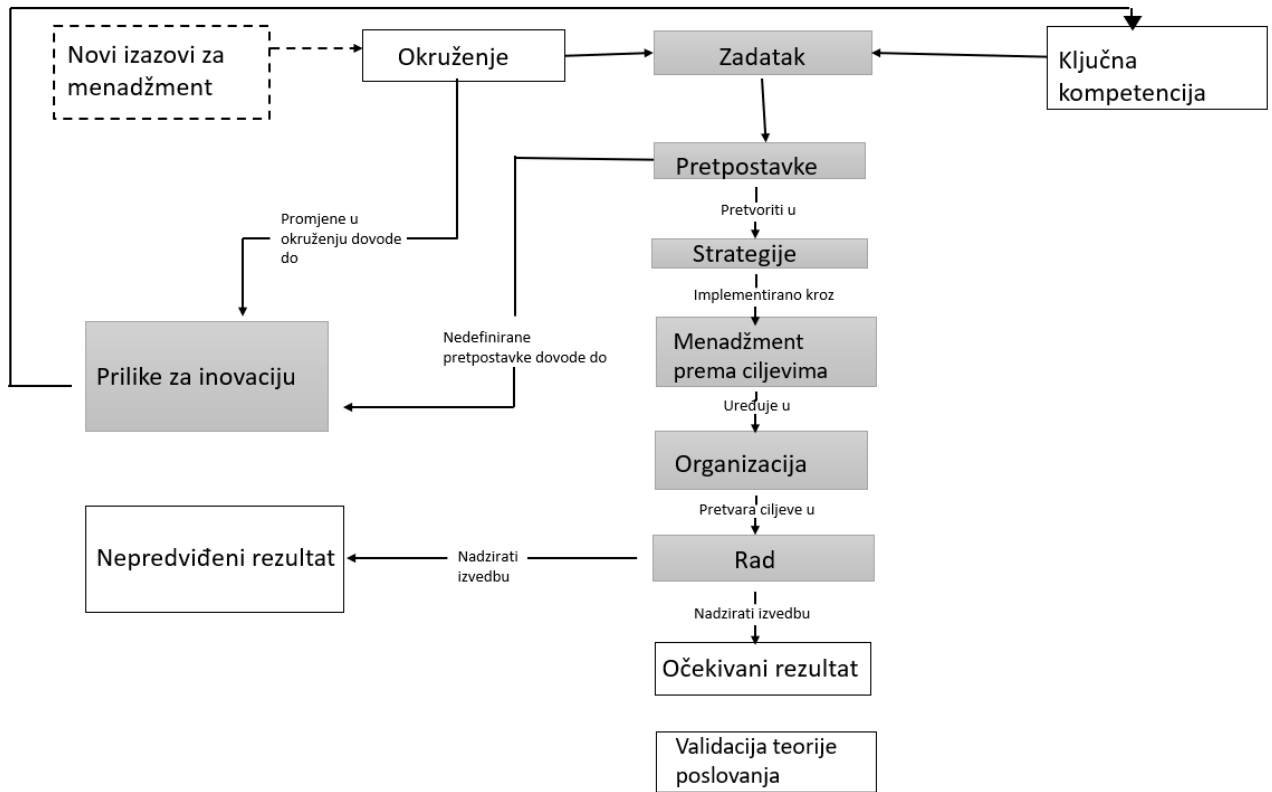 Novi izazovi za
menadžment
Okruženje
Zadatak
Ključna
kompetencija
Pretpostavke
Pretvoriti u
Promjene u
okruženju dovode
do
Strategije
Implementirano kroz
Prilike za inovaciju
Nedefinirane
pretpostavke dovode do
Menadžment
prema ciljevima
Uređuje u
Organizacija
Pretvara ciljeve u
Nepredviđeni rezultat
Nadzirati
izvedbu
Rad
Nadzirati izvedbu
Očekivani rezultat
Validacija teorije
poslovanja